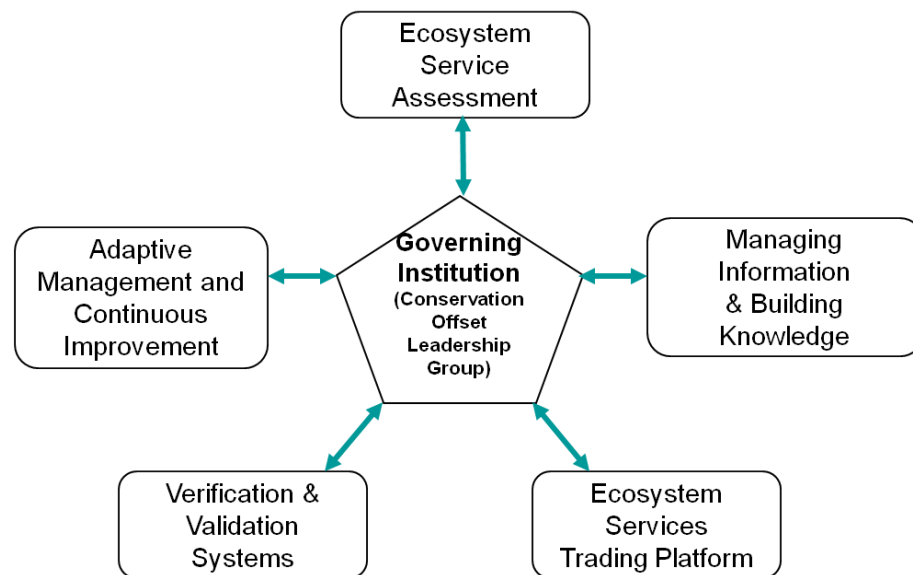 Ecosystem
Service
Assessment
Adaptive
Management and
Continuous
Improvement
Governing
Institution
(Conservation
Offset
Leadership
Group)
Managing
Information
& Building
Knowledge
Verification &
Validation
Systems
Ecosystem
Services
Trading Platform